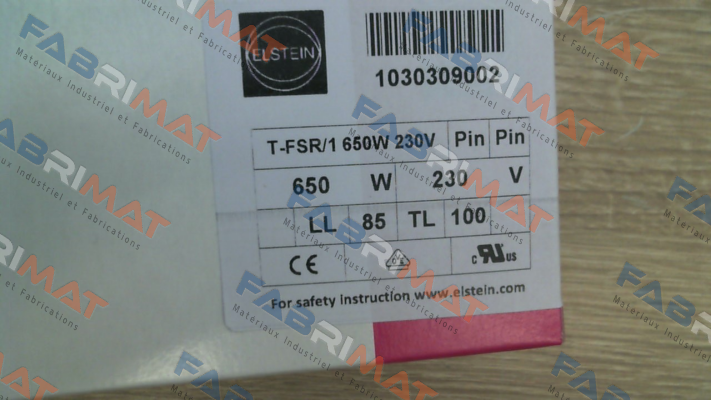 ELSTEIN
1030309002
T-FSR/1 650W 230V Pin Pin
650 W 230 V
LL 85 TL 100
CE
c UR us
For safety instruction www.elstein.com
FABRIMAT
Materiaux Industriel et Fabrications